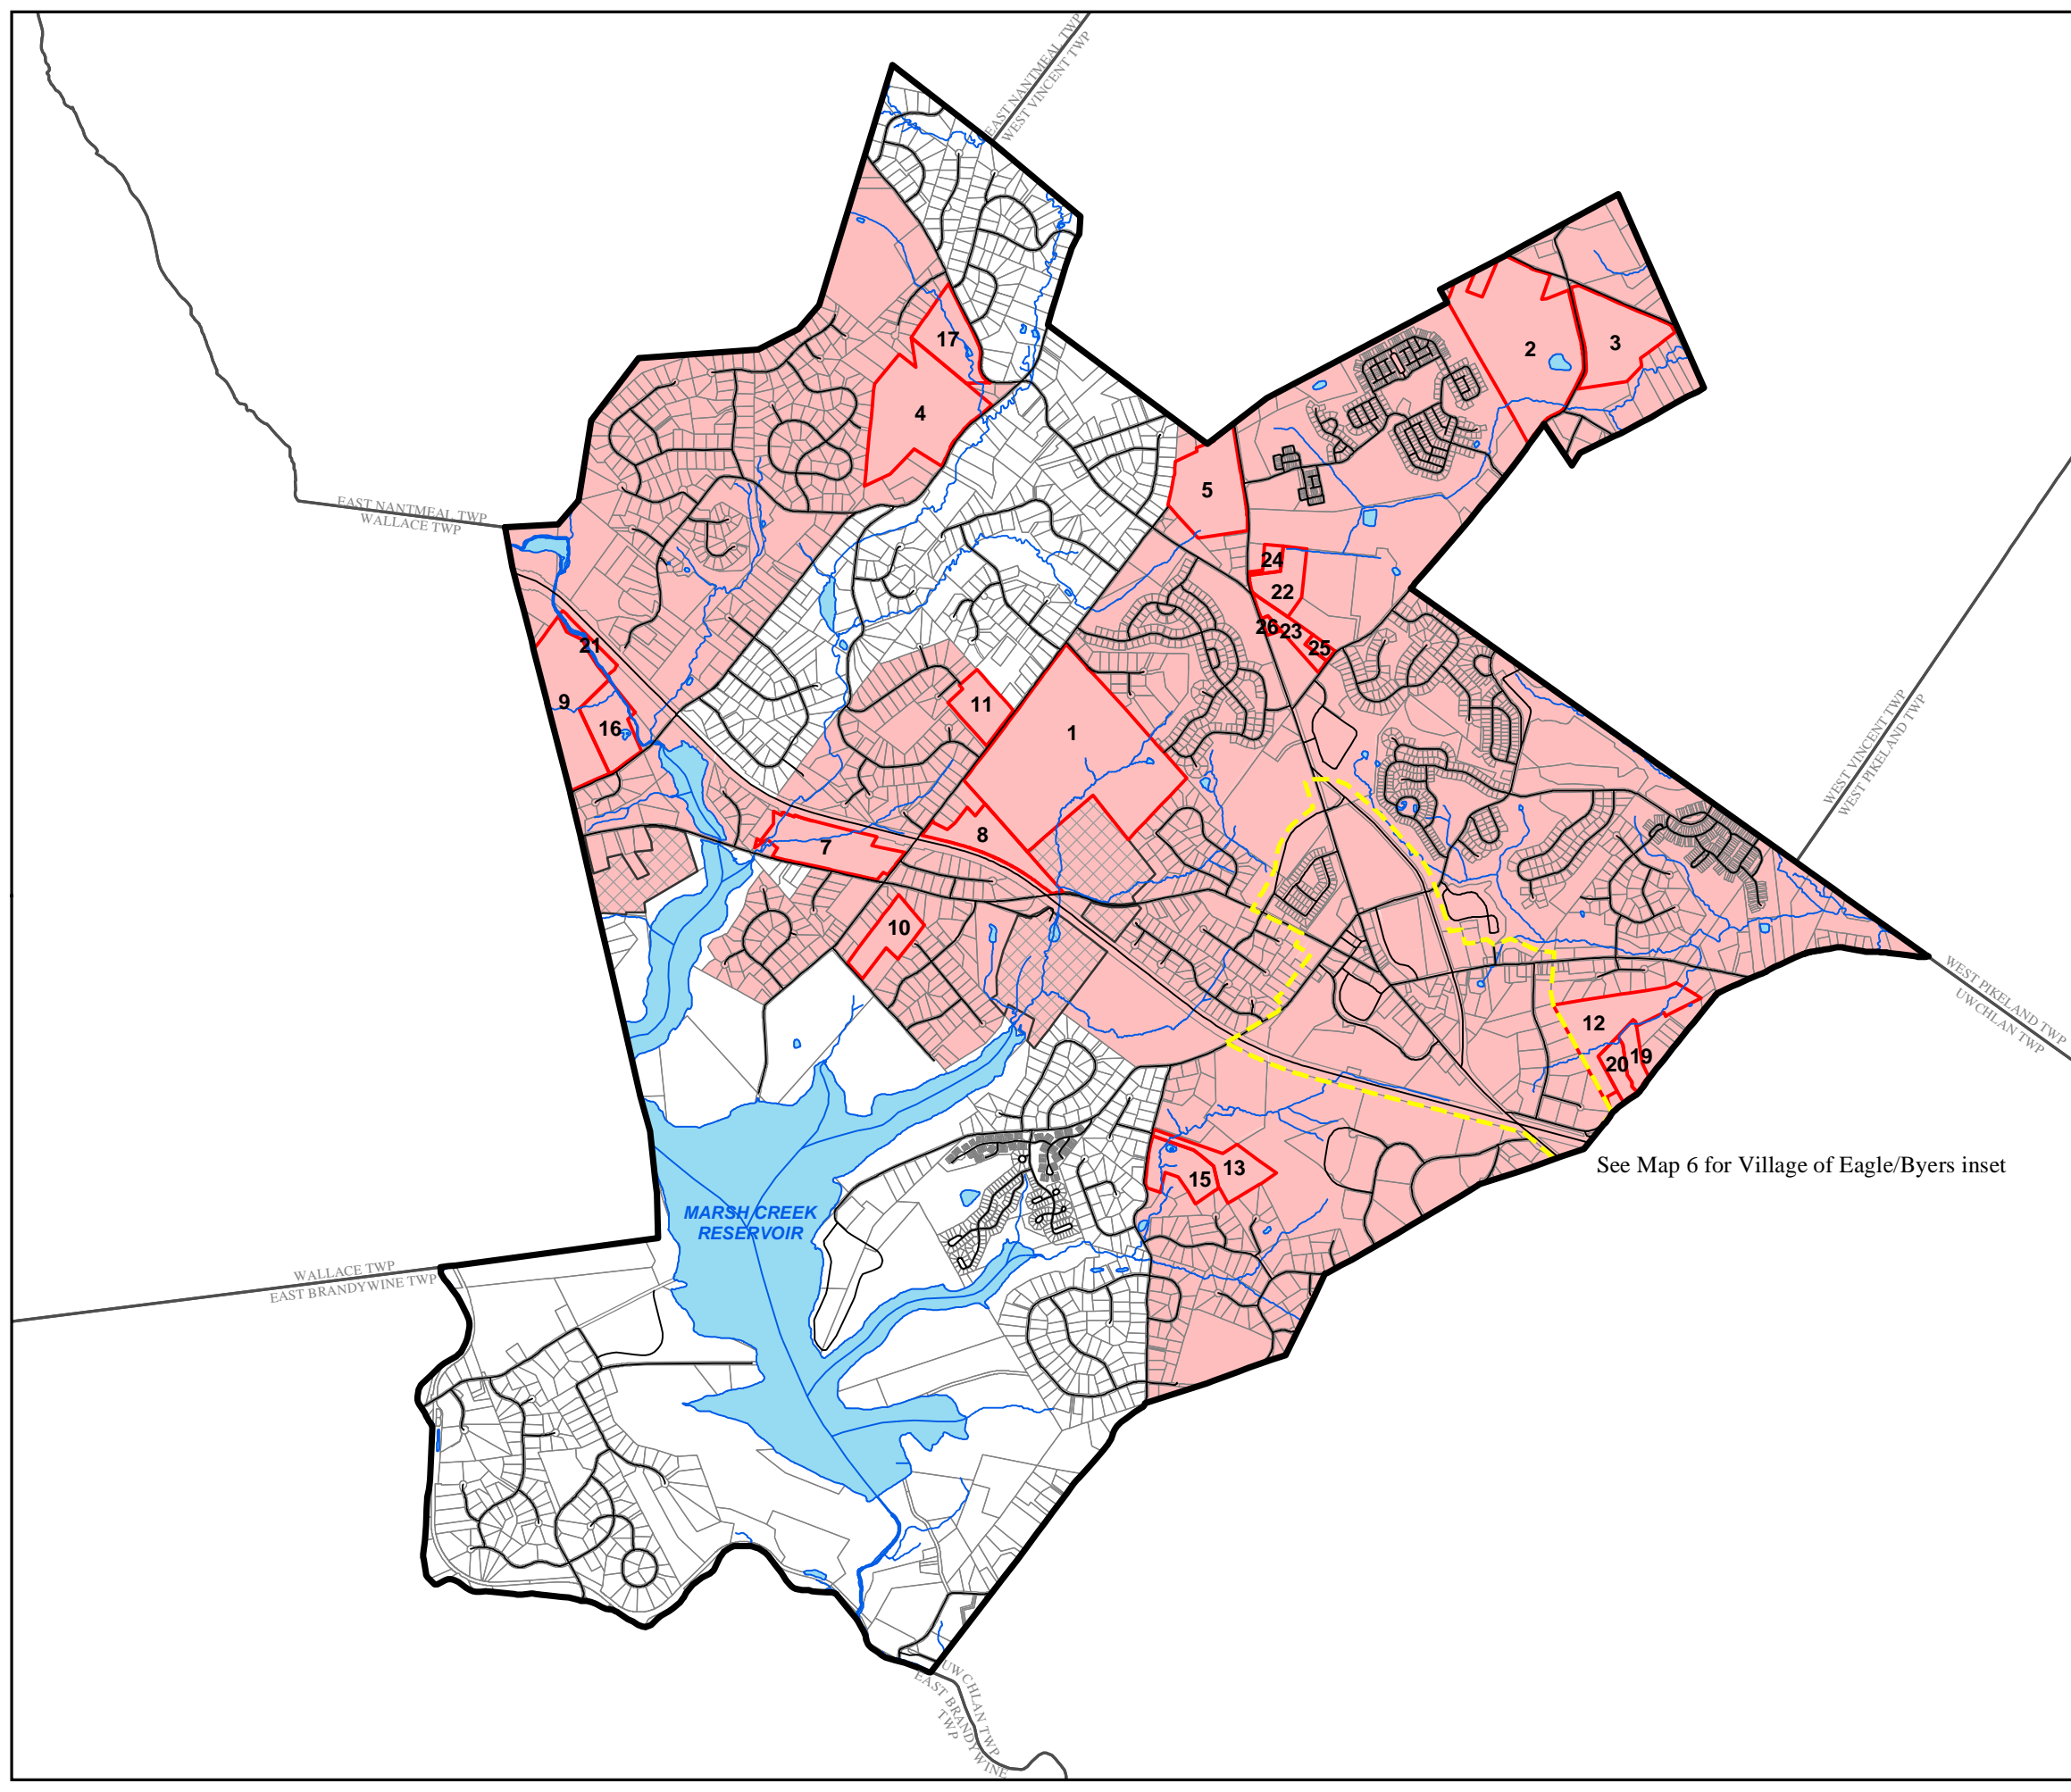 EAST NANTMEAL TWP
WEST VINCENT TWP
17
2
3
4
5
EAST NANTMEAL TWP
WALLACE TWP
24
22
26
23
25
21
9
16
11
1
WEST VINCENT TWP
WEST PIKELAND TWP
8
7
10
WEST PIKELAND TWP
UWCHLAN TWP
12
19
20
See Map 6 for Village of Eagle/Byers inset
13
15
MARSH CREEK
RESERVOIR
WALLACE TWP
EAST BRANDYWINE TWP
UWCHLAN TWP
EAST BRANDYWINE
TWP